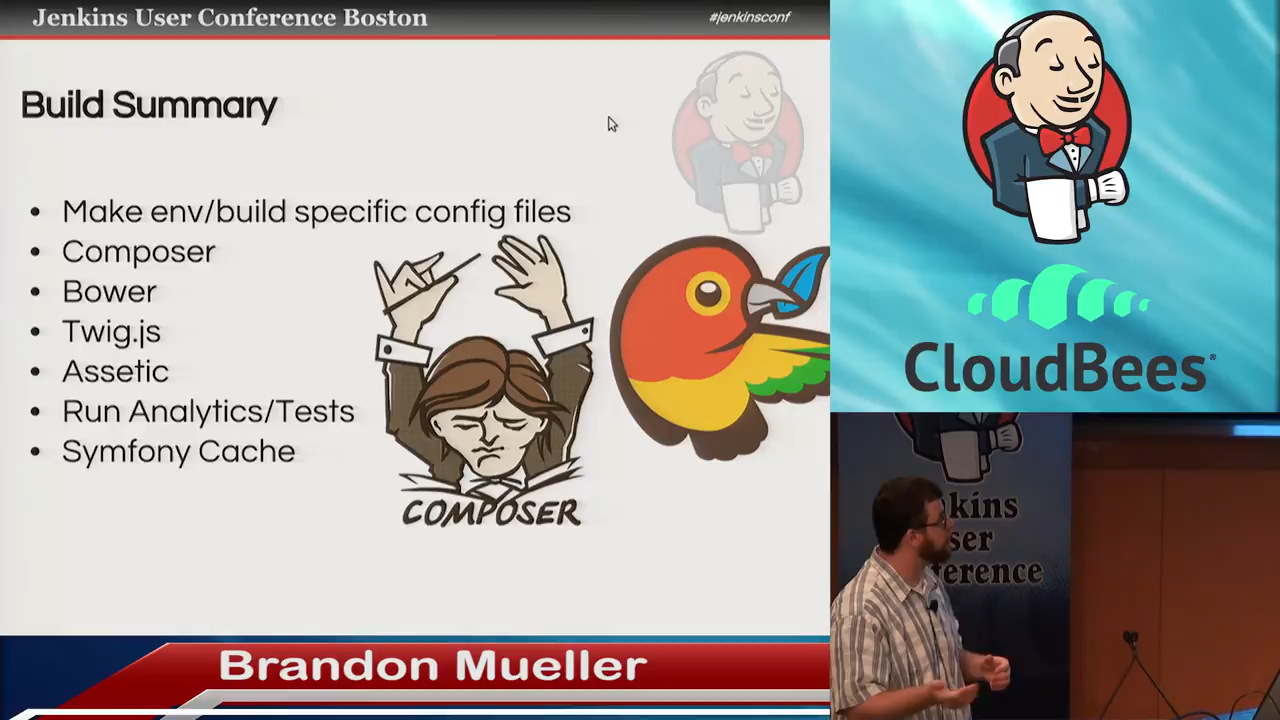 Jenkins User Conference Boston
#jenkinsconf
Build Summary
• Make env/build specific config files
• Composer
• Bower
• Twig.js
• Assetic
• Run Analytics/Tests
• Symfony Cache
COMPOSER
CloudBees®
kins
ser
ference
Brandon Mueller